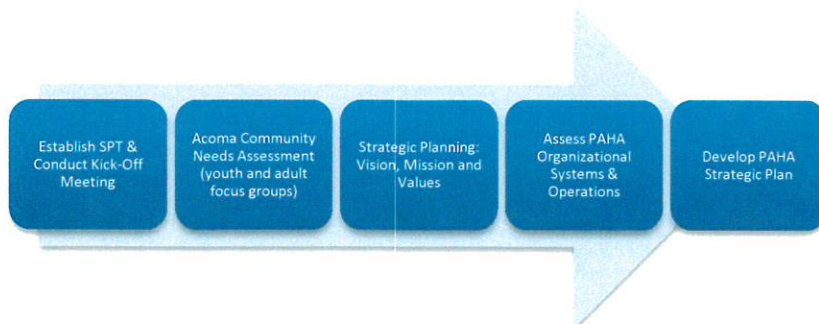 Establish SPT &
Conduct Kick-Off
Meeting
Acoma Community
Needs Assessment
(youth and adult
focus groups)
Strategic Planning:
Vision, Mission and
Values
Assess PAHA
Organizational
Systems &
Operations
Develop PAHA
Strategic Plan